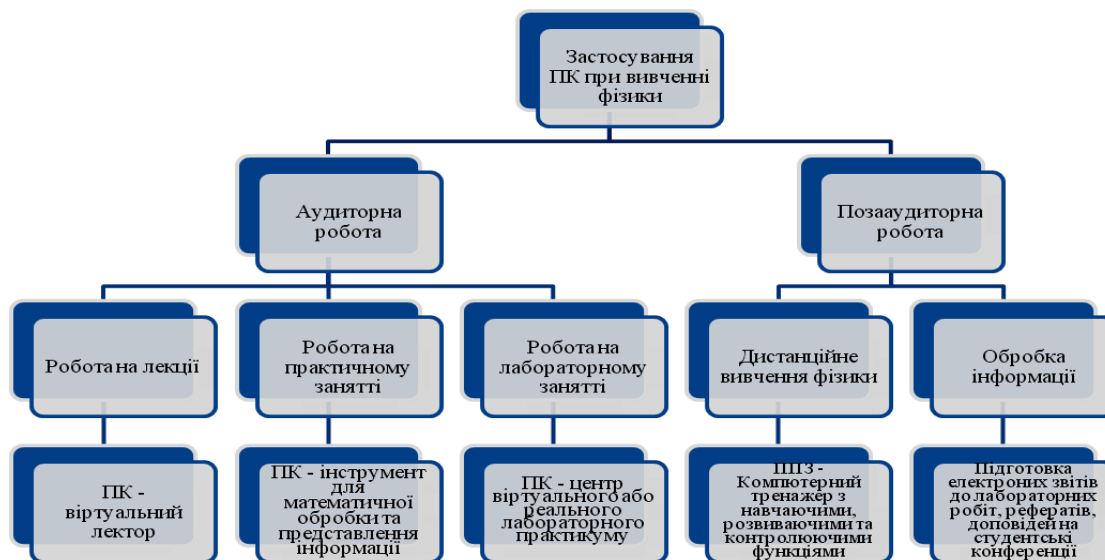 Застосування
ПК при вивченні
фізики
Аудиторна
робота
Позааудиторна
робота
Робота на лекції
Робота на
практичному
занятті
Робота на
лабораторному
занятті
Дистанційне
вивчення фізики
Обробка
інформації
ПК -
віртуальний
лектор
ПК - інструмент
для
математичної
обробки та
представлення
інформації
ПК - центр
віртуального або
реального
лабораторного
практикуму
ППЗ -
Компютерний
тренажер з
навчаючими,
розвиваючими та
контролюючими
функціями
Підготовка
електроних звітів
до лабораторних
робіт, рефератів,
доповідей на
студентські
конференції